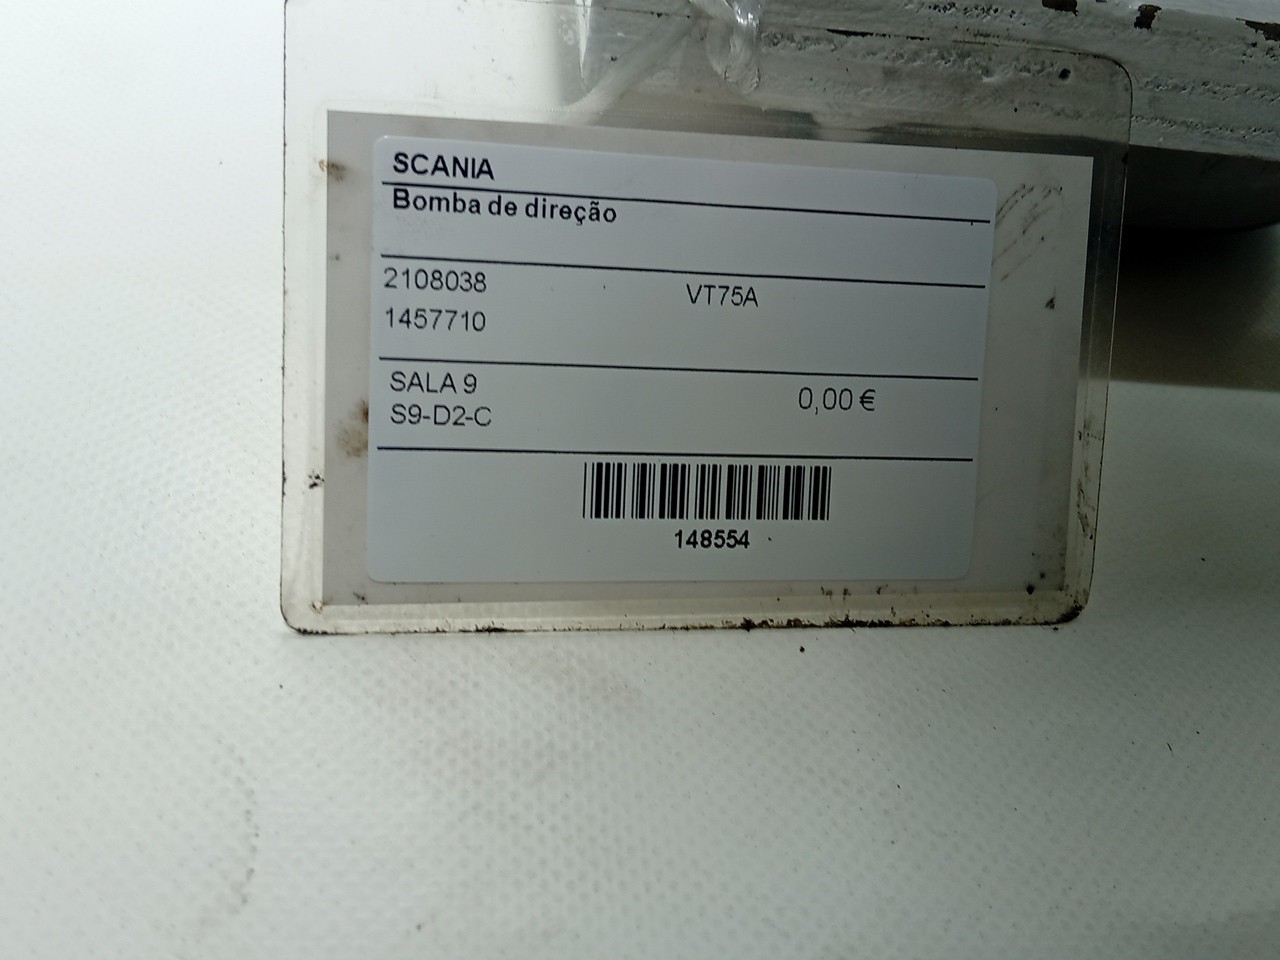 SCANIA
Bomba de direção
2108038 VT75A
1457710
SALA 9 0,00 €
S9-D2-C
148554